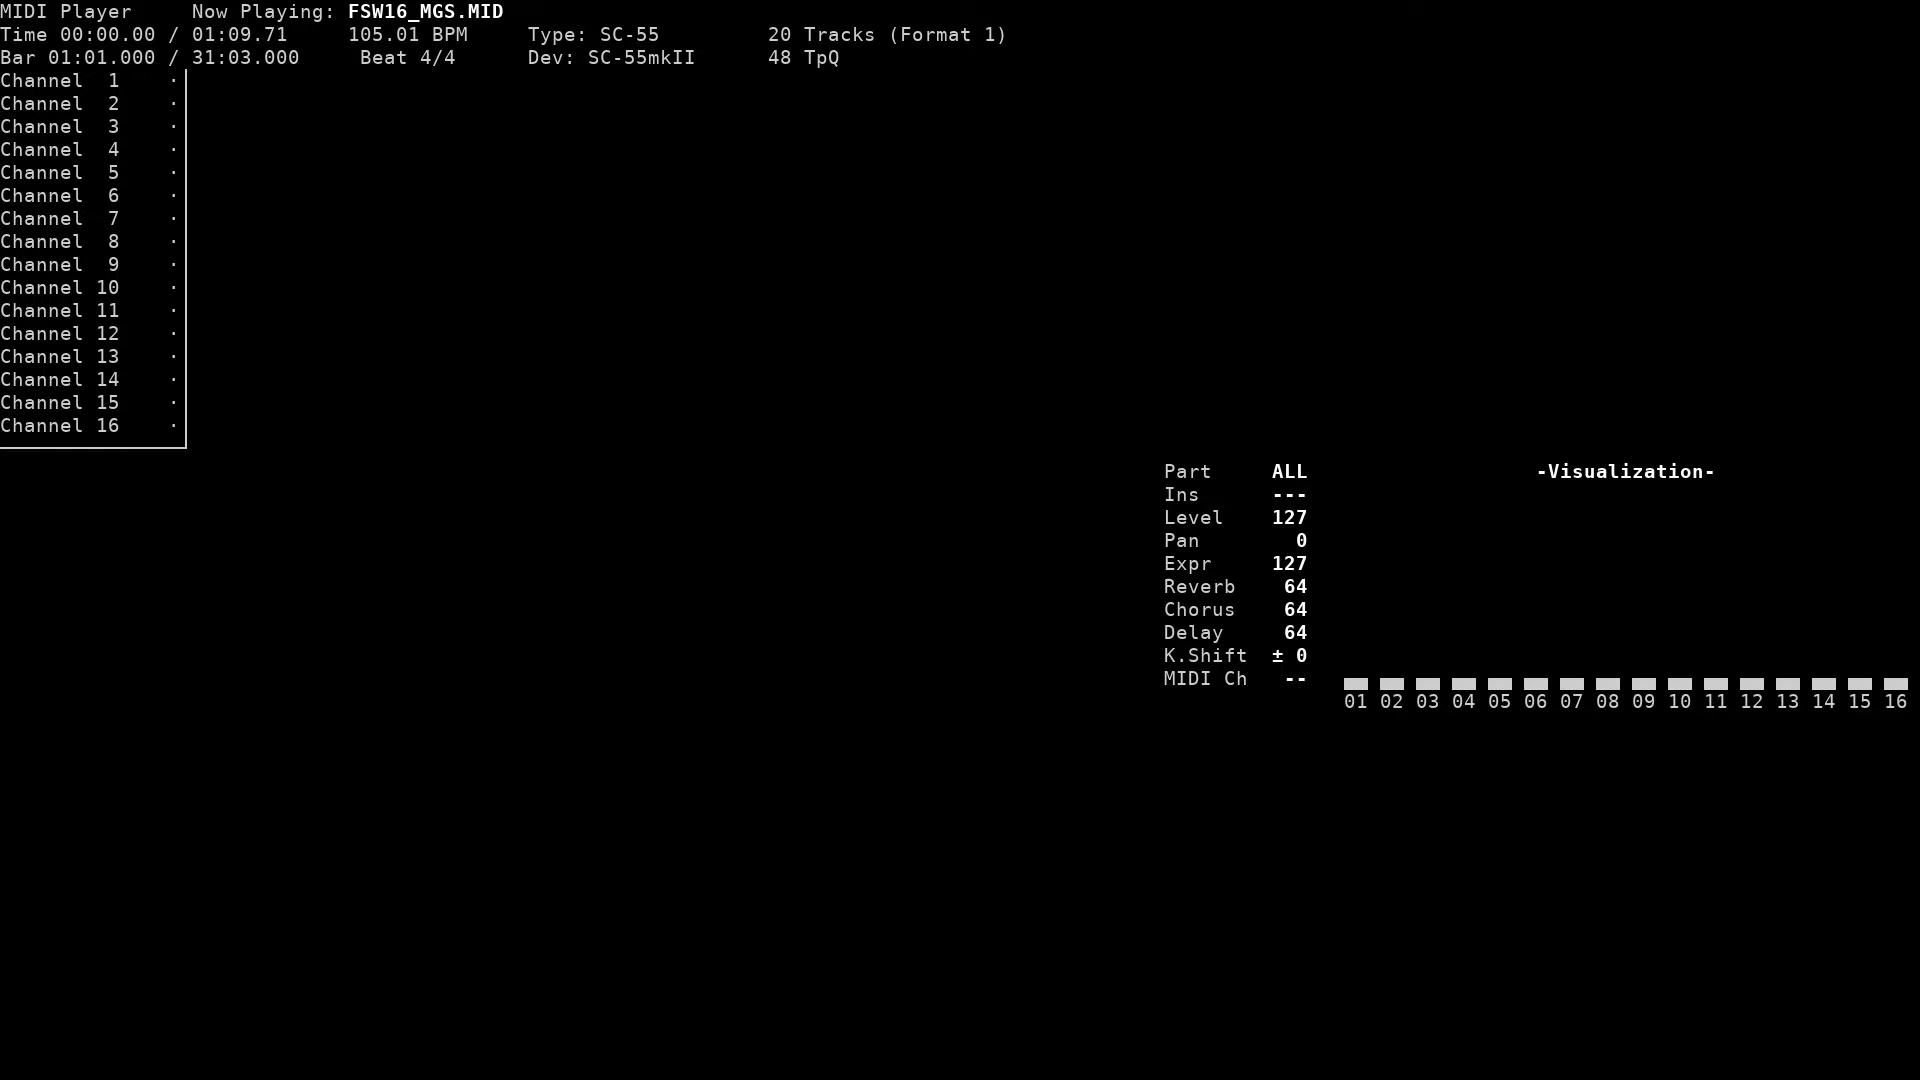 MIDI Player Now Playing: FSW16_MGS.MID
Time 00:00.00 / 01:09.71 105.01 BPM Type: SC-55 20 Tracks (Format 1)
Bar 01:01.000 / 31:03.000 Beat 4/4 Dev: SC-55mkII 48 TpQ
Channel 1 ·
Channel 2 ·
Channel 3 ·
Channel 4 ·
Channel 5 ·
Channel 6 ·
Channel 7 ·
Channel 8 ·
Channel 9 ·
Channel 10 ·
Channel 11 ·
Channel 12 ·
Channel 13 ·
Channel 14 ·
Channel 15 ·
Channel 16 ·
Part ALL -Visualization-
Ins ---
Level 127
Pan 0
Expr 127
Reverb 64
Chorus 64
Delay 64
K.Shift ± 0
MIDI Ch --
01 02 03 04 05 06 07 08 09 10 11 12 13 14 15 16